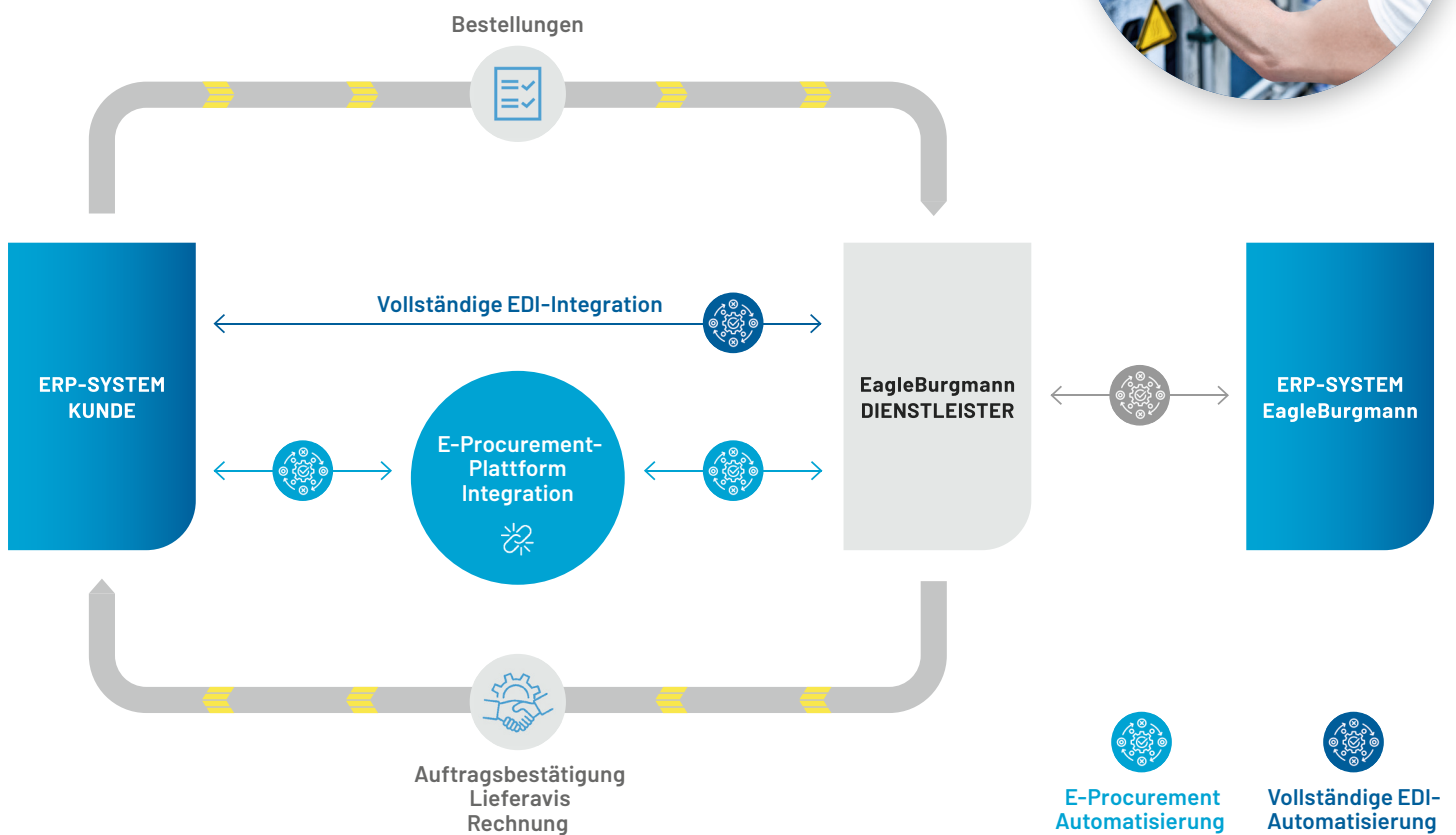 Bestellungen
Vollständige EDI-Integration
ERP-SYSTEM
KUNDE
E-Procurement-
Plattform
Integration
EagleBurgmann
DIENSTLEISTER
ERP-SYSTEM
EagleBurgmann
Auftragsbestätigung
Lieferavis
Rechnung
E-Procurement
Automatisierung
Vollständige EDI-
Automatisierung